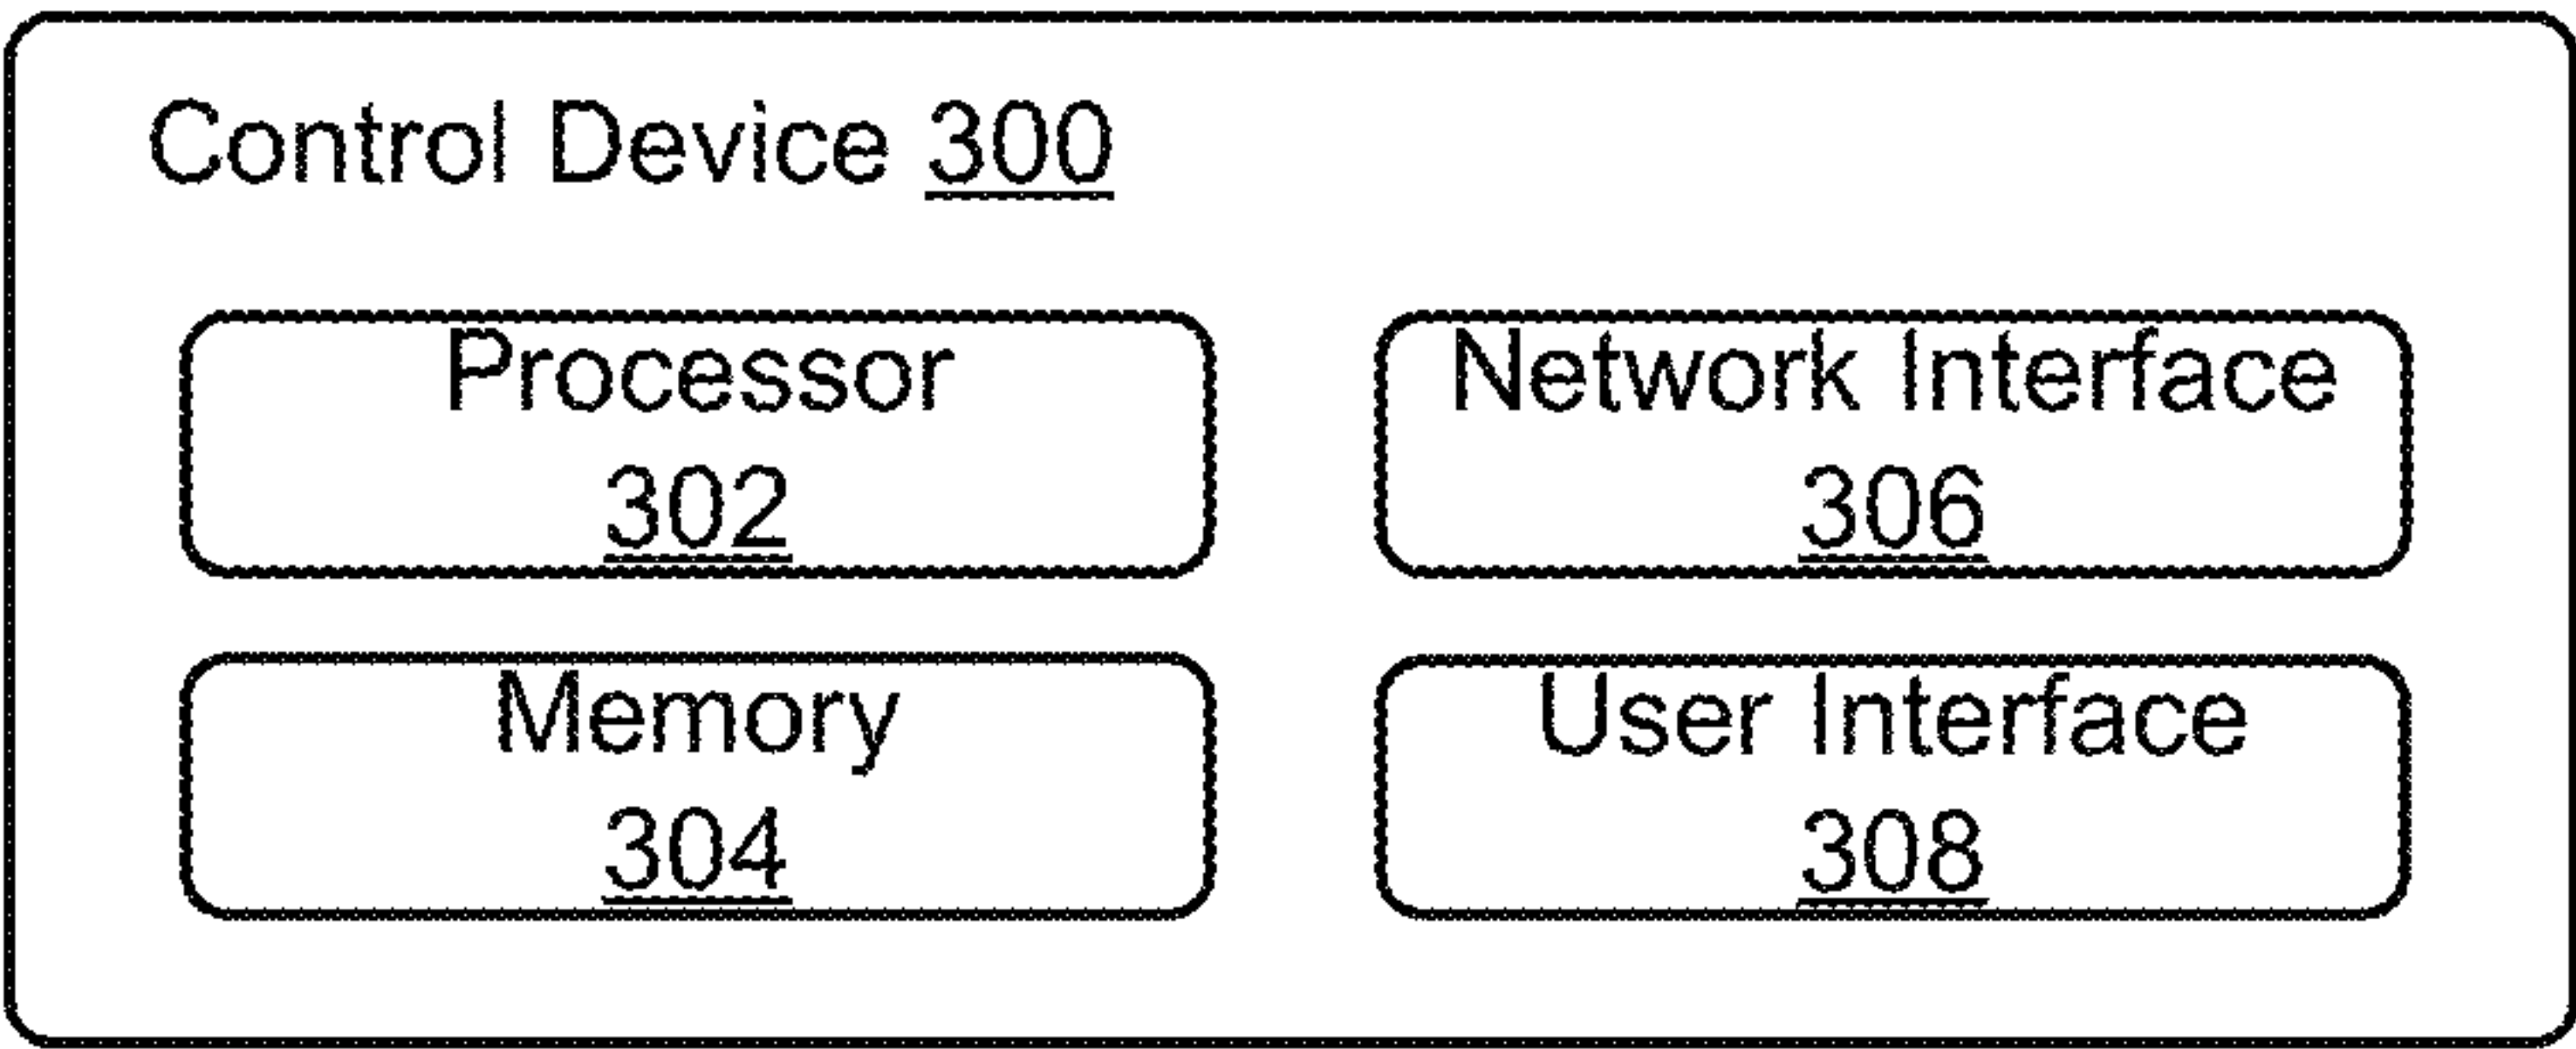 Control Device 300
Processor
302
Network Interface
306
Memory
304
User Interface
308